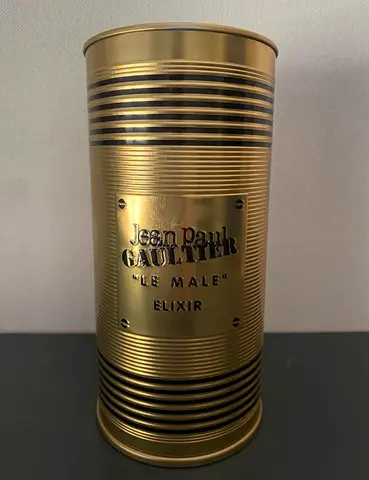 Jean Paul
GAULTIER
"LE MALE"
ELIXIR